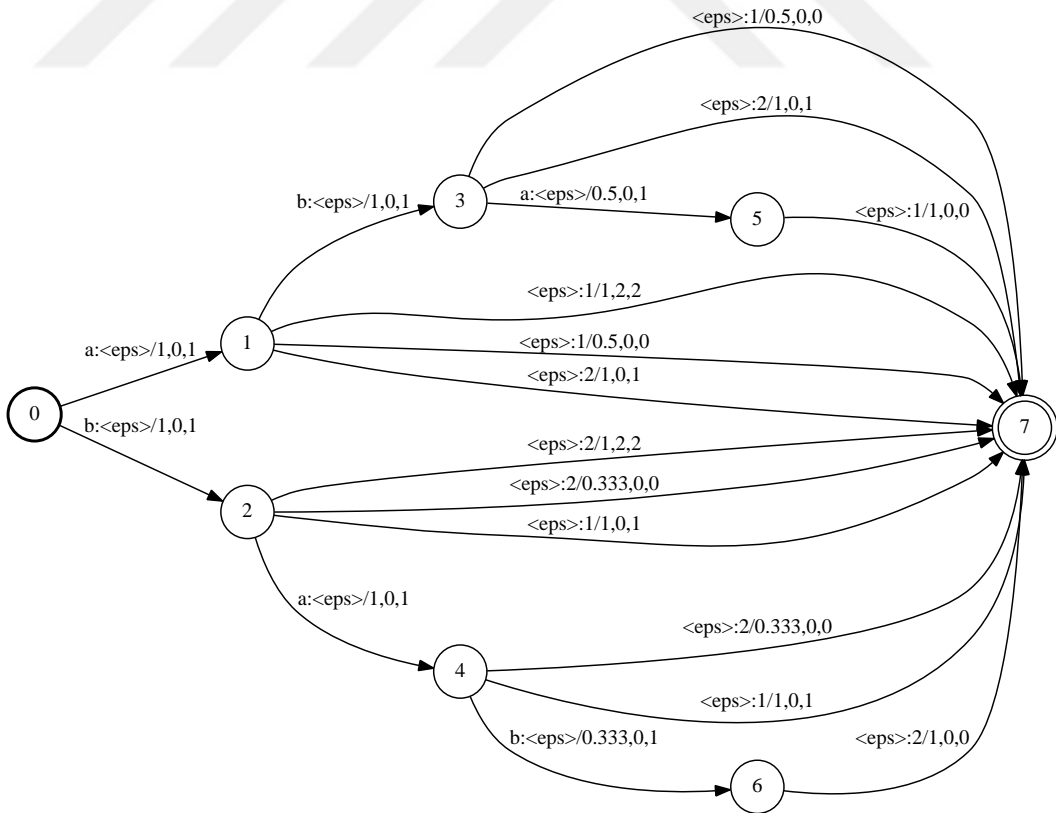 <eps>:1/0.5,0,0
<eps>:2/1,0,1
b:<eps>/1,0,1
3
a:<eps>/0.5,0,1
5
<eps>:1/1,0,0
<eps>:1/1,2,2
a:<eps>/1,0,1
1
<eps>:1/0.5,0,0
<eps>:2/1,0,1
0
b:<eps>/1,0,1
7
<eps>:2/1,2,2
2
<eps>:2/0.333,0,0
<eps>:1/1,0,1
a:<eps>/1,0,1
<eps>:2/0.333,0,0
4
<eps>:1/1,0,1
b:<eps>/0.333,0,1
<eps>:2/1,0,0
6